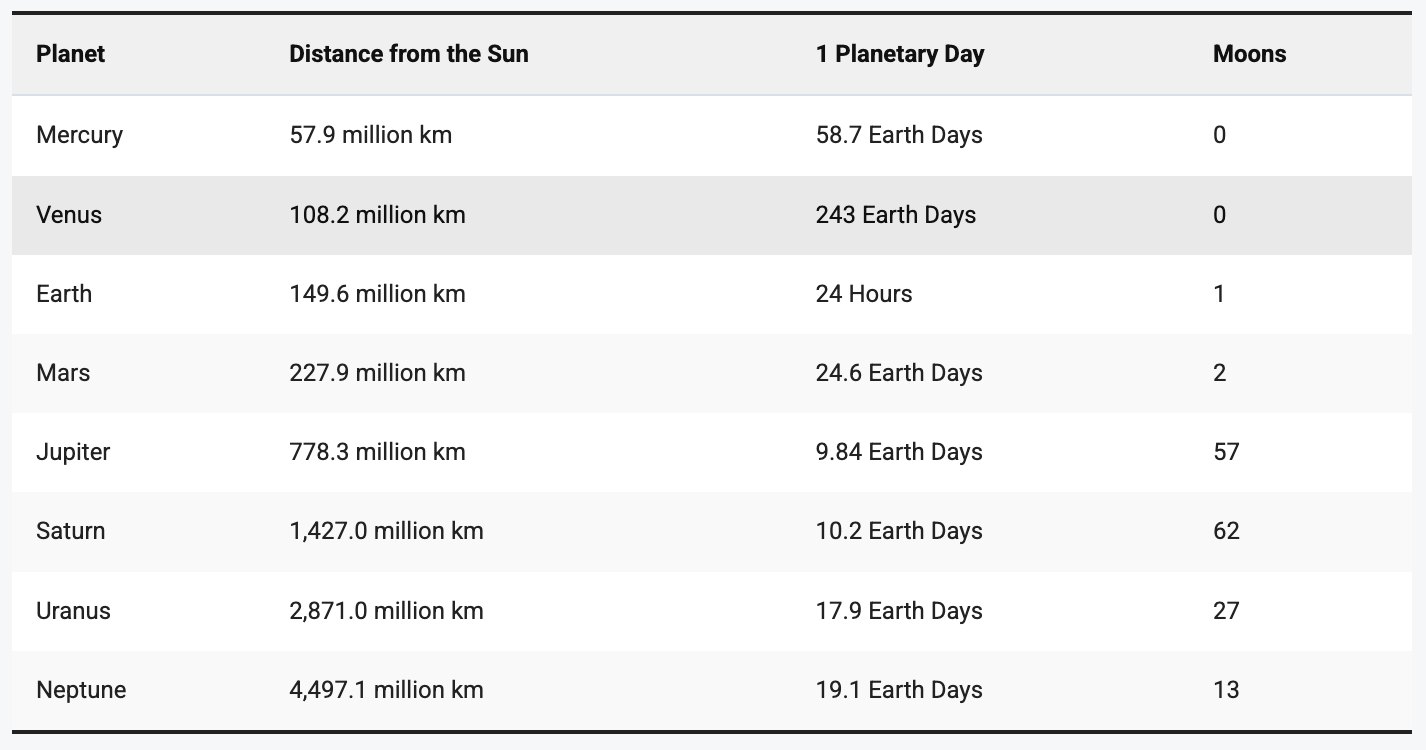 Planet Distance from the Sun 1 Planetary Day Moons
Mercury 57.9 million km 58.7 Earth Days 0
Venus 108.2 million km 243 Earth Days 0
Earth 149.6 million km 24 Hours 1
Mars 227.9 million km 24.6 Earth Days 2
Jupiter 778.3 million km 9.84 Earth Days 57
Saturn 1,427.0 million km 10.2 Earth Days 62
Uranus 2,871.0 million km 17.9 Earth Days 27
Neptune 4,497.1 million km 19.1 Earth Days 13